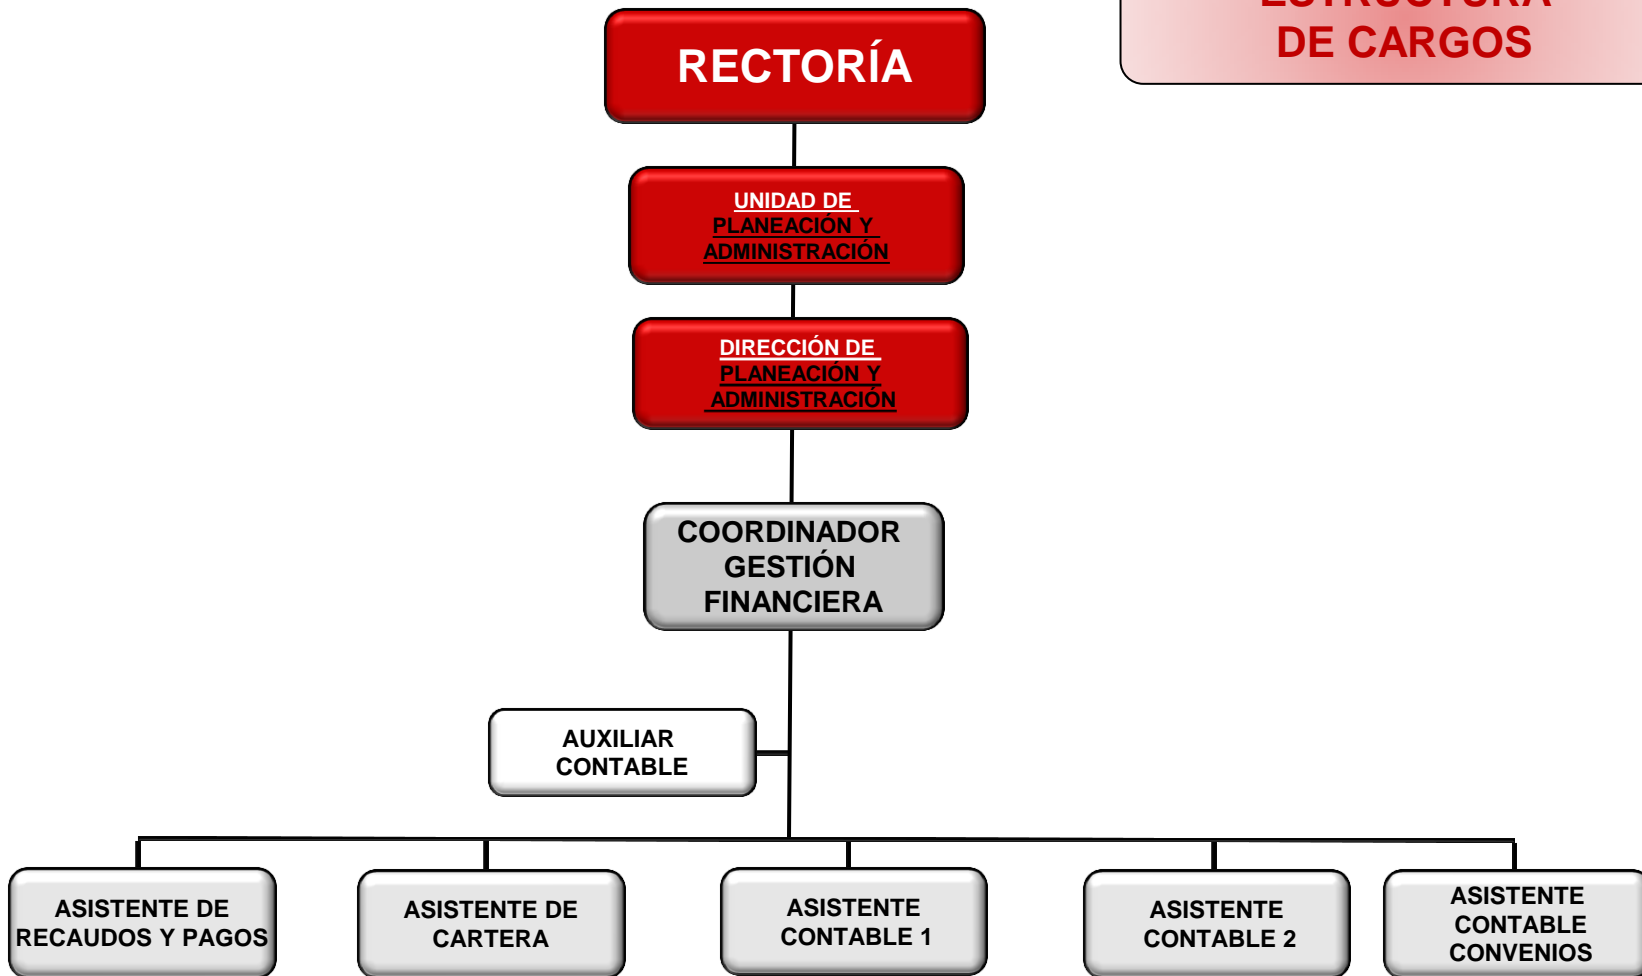 ESTRUCTURA
DE CARGOS
RECTORÍA
UNIDAD DE
PLANEACIÓN Y
ADMINISTRACIÓN
DIRECCIÓN DE
PLANEACIÓN Y
ADMINISTRACIÓN
COORDINADOR
GESTIÓN
FINANCIERA
AUXILIAR
CONTABLE
ASISTENTE DE
RECAUDOS Y PAGOS
ASISTENTE DE
CARTERA
ASISTENTE
CONTABLE 1
ASISTENTE
CONTABLE 2
ASISTENTE
CONTABLE
CONVENIOS